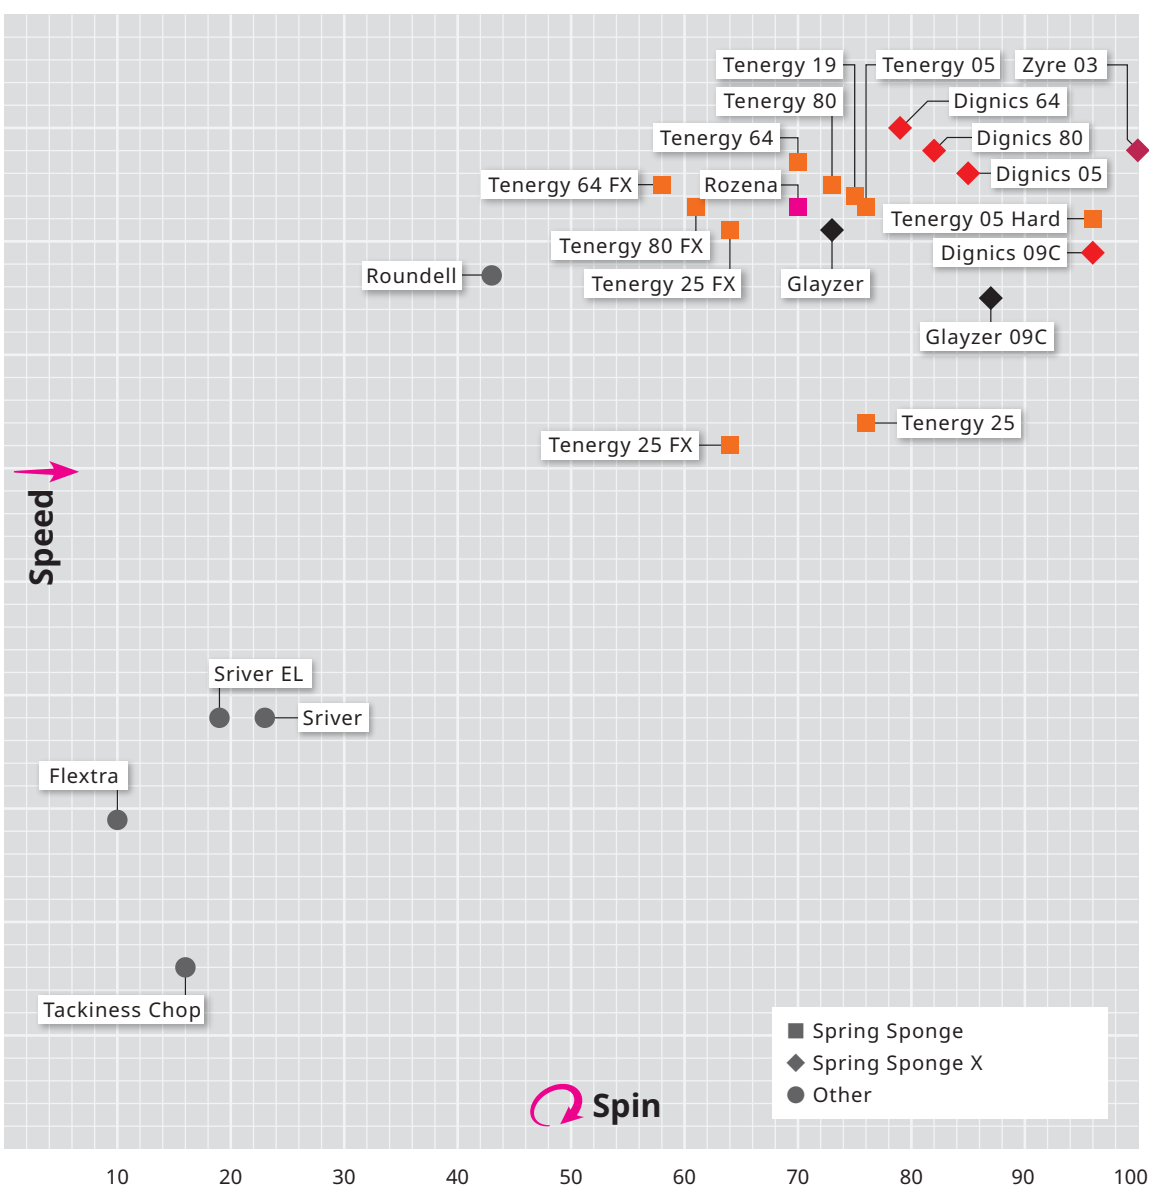 Tenergy 19
Tenergy 05
Zyre 03
Tenergy 80
Dignics 64
Tenergy 64
Dignics 80
Dignics 05
Tenergy 64 FX
Rozena
Tenergy 05 Hard
Tenergy 80 FX
Dignics 09C
Roundell
Tenergy 25 FX
Glayzer
Glayzer 09C
Tenergy 25
Tenergy 25 FX
Speed
Sriver EL
Sriver
Flextra
Tackiness Chop
Spring Sponge
Spring Sponge X
Other
Spin
10 20 30 40 50 60 70 80 90 100